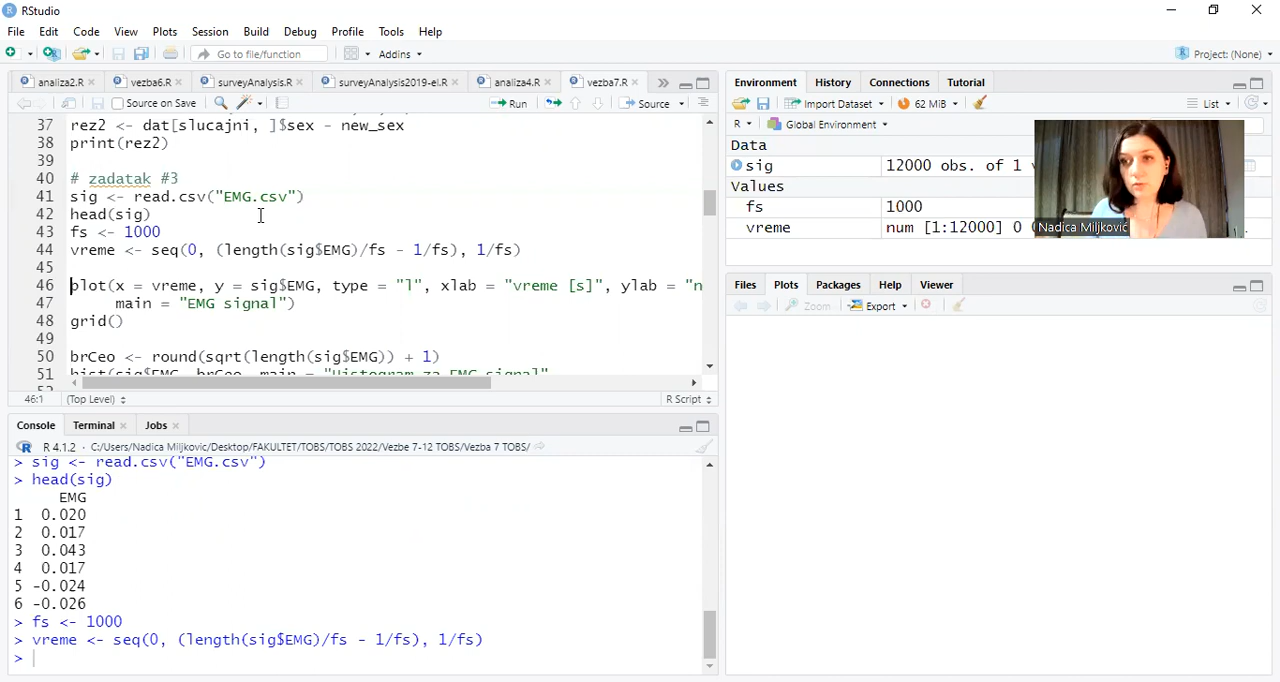 RStudio
File Edit Code View Plots Session Build Debug Profile Tools Help
Go to file/function Addins Project: (None)
analiza2.R vezba6.R surveyAnalysis.R surveyAnalysis2019-el.R analiza4.R vezba7.R
Source on Save Run Source
37 rez2 <- dat[slucajni, ]$sex - new_sex
38 print(rez2)
39
40 # zadatak #3
41 sig <- read.csv("EMG.csv")
42 head(sig)
43 fs <- 1000
44 vreme <- seq(0, (length(sig$EMG)/fs - 1/fs), 1/fs)
45
46 plot(x = vreme, y = sig$EMG, type = "l", xlab = "vreme [s]", ylab = "n
47 main = "EMG signal")
48 grid()
49
50 brCeo <- round(sqrt(length(sig$EMG)) + 1)
51 hist(sig$EMG, brCeo, main = "Histogram za EMG signal"
46:1 (Top Level) R Script
Console Terminal Jobs
R 4.1.2 · C:/Users/Nadica Miljkovic/Desktop/FAKULTET/TOBS/TOBS 2022/Vezbe 7-12 TOBS/Vezba 7 TOBS/
> sig <- read.csv("EMG.csv")
> head(sig)
EMG
1 0.020
2 0.017
3 0.043
4 0.017
5 -0.024
6 -0.026
> fs <- 1000
> vreme <- seq(0, (length(sig$EMG)/fs - 1/fs), 1/fs)
>
Environment History Connections Tutorial
Import Dataset 62 MiB List
R Global Environment
Data
sig 12000 obs. of 1
Values
fs 1000
vreme num [1:12000] 0
Nadica Miljković
Files Plots Packages Help Viewer
Zoom Export